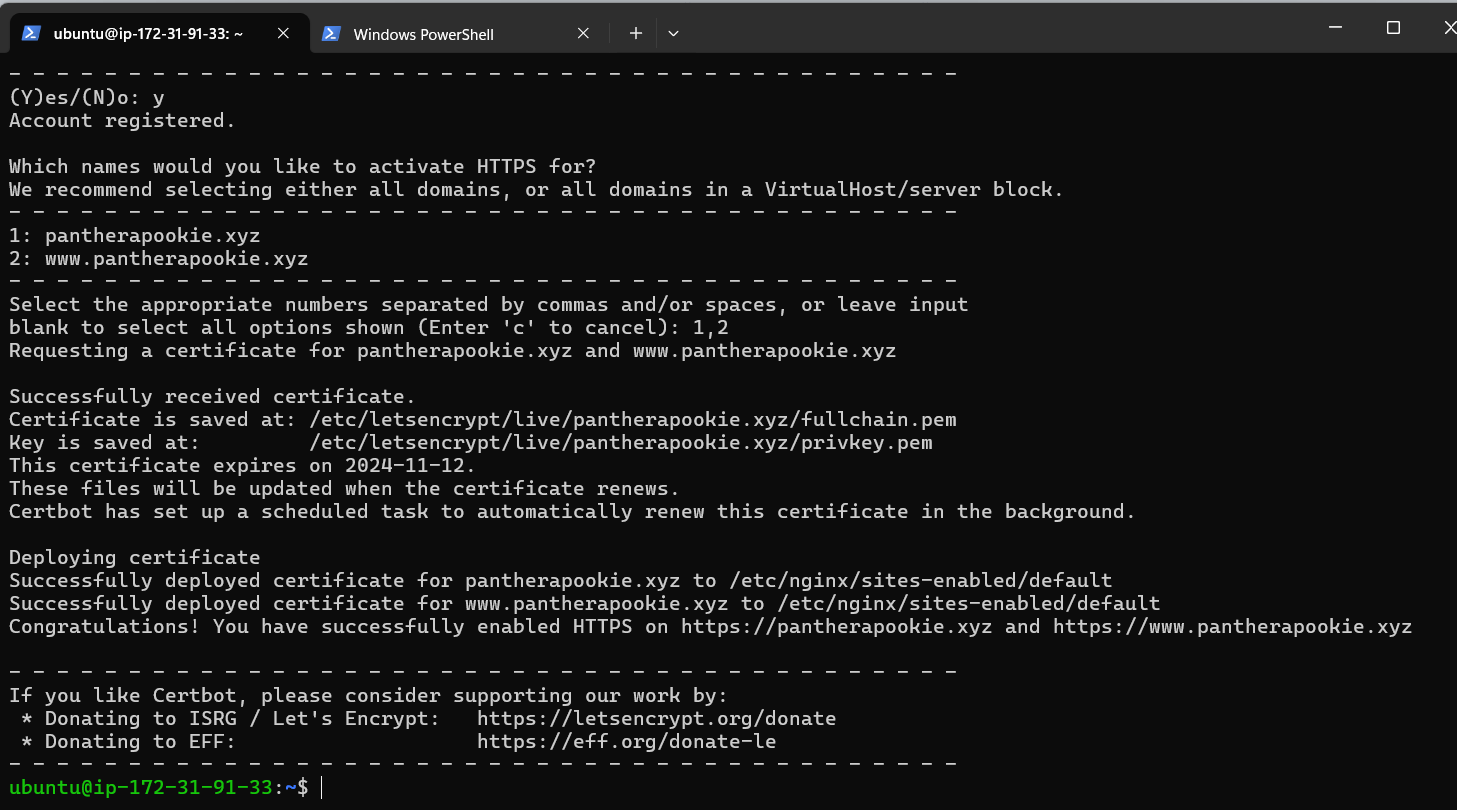 ubuntu@ip-172-31-91-33: ~
Windows PowerShell
- - - - - - - - - - - - - - - - - - - - - - - - - - - - - - - - - - - - - - - -
(Y)es/(N)o: y
Account registered.
Which names would you like to activate HTTPS for?
We recommend selecting either all domains, or all domains in a VirtualHost/server block.
- - - - - - - - - - - - - - - - - - - - - - - - - - - - - - - - - - - - - - - -
1: pantherapookie.xyz
2: www.pantherapookie.xyz
- - - - - - - - - - - - - - - - - - - - - - - - - - - - - - - - - - - - - - - -
Select the appropriate numbers separated by commas and/or spaces, or leave input
blank to select all options shown (Enter 'c' to cancel): 1,2
Requesting a certificate for pantherapookie.xyz and www.pantherapookie.xyz
Successfully received certificate.
Certificate is saved at: /etc/letsencrypt/live/pantherapookie.xyz/fullchain.pem
Key is saved at:         /etc/letsencrypt/live/pantherapookie.xyz/privkey.pem
This certificate expires on 2024-11-12.
These files will be updated when the certificate renews.
Certbot has set up a scheduled task to automatically renew this certificate in the background.
Deploying certificate
Successfully deployed certificate for pantherapookie.xyz to /etc/nginx/sites-enabled/default
Successfully deployed certificate for www.pantherapookie.xyz to /etc/nginx/sites-enabled/default
Congratulations! You have successfully enabled HTTPS on https://pantherapookie.xyz and https://www.pantherapookie.xyz
- - - - - - - - - - - - - - - - - - - - - - - - - - - - - - - - - - - - - - - -
If you like Certbot, please consider supporting our work by:
 * Donating to ISRG / Let's Encrypt:   https://letsencrypt.org/donate
 * Donating to EFF:                    https://eff.org/donate-le
- - - - - - - - - - - - - - - - - - - - - - - - - - - - - - - - - - - - - - - -
ubuntu@ip-172-31-91-33:~$